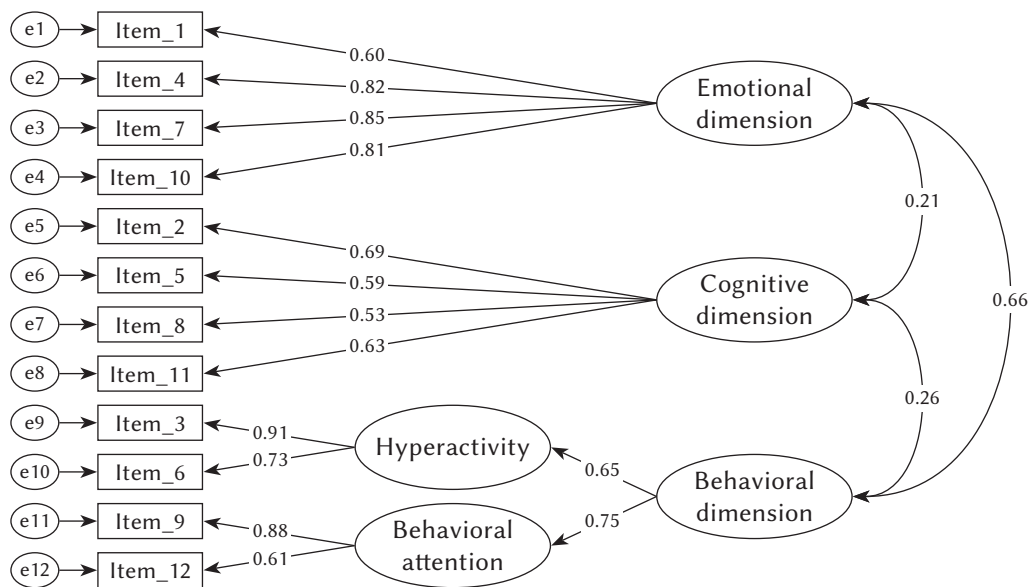 e1
Item_1
e2
Item_4
e3
Item_7
e4
Item_10
0.60
0.82
0.85
0.81
Emotional
dimension
e5
Item_2
e6
Item_5
e7
Item_8
e8
Item_11
0.69
0.59
0.53
0.63
Cognitive
dimension
0.21
0.66
0.26
e9
Item_3
e10
Item_6
0.91
0.73
Hyperactivity
0.65
e11
Item_9
e12
Item_12
0.88
0.61
Behavioral
attention
0.75
Behavioral
dimension